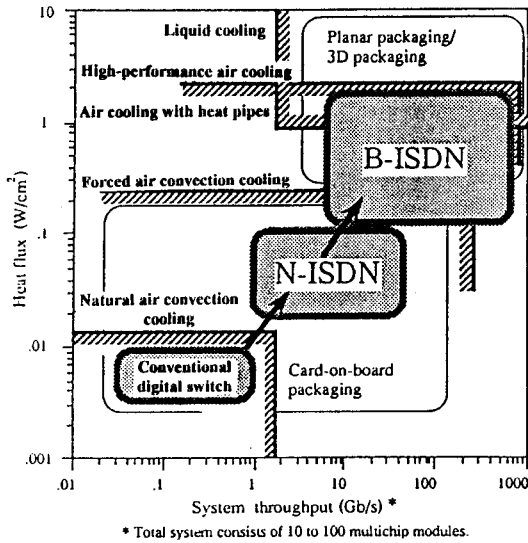 10
Liquid cooling
Planar packaging/
3D packaging
High-performance air cooling
Air cooling with heat pipes
1
B-ISDN
Forced air convection cooling
Heat flux (W/cm²)
.1
N-ISDN
Natural air convection
cooling
.01
Conventional
digital switch
Card-on-board
packaging
.001
.01 .1 1 10 100 1000
System throughput (Gb/s) *
* Total system consists of 10 to 100 multichip modules.